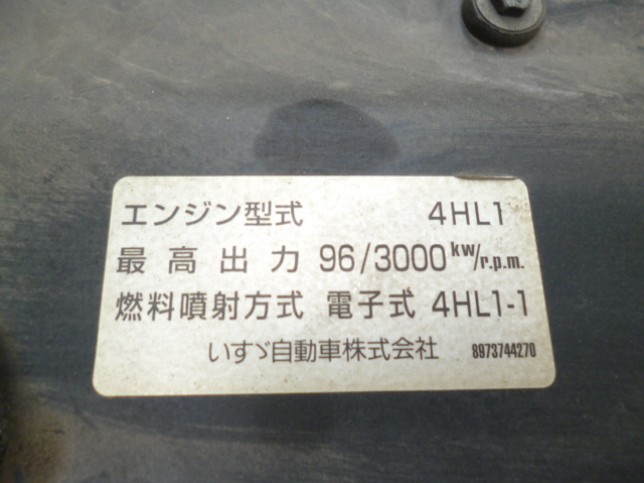 エンジン型式 4HL1
最高出力 96/3000 kw/r.p.m.
燃料噴射方式 電子式 4HL1-1
いすゞ自動車株式会社 8973744270